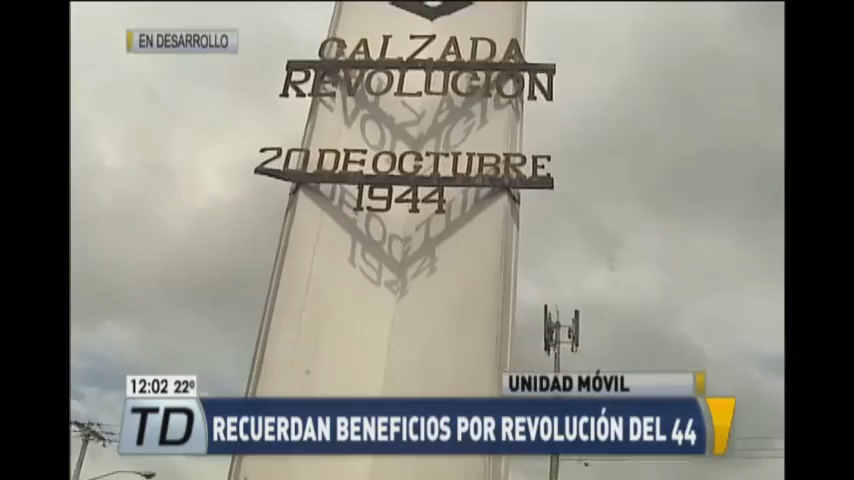 EN DESARROLLO
CALZADA
REVOLUCION
20 DE OCTUBRE
1944
UNIDAD MÓVIL
12:02 22º
TD
RECUERDAN BENEFICIOS POR REVOLUCIÓN DEL 44